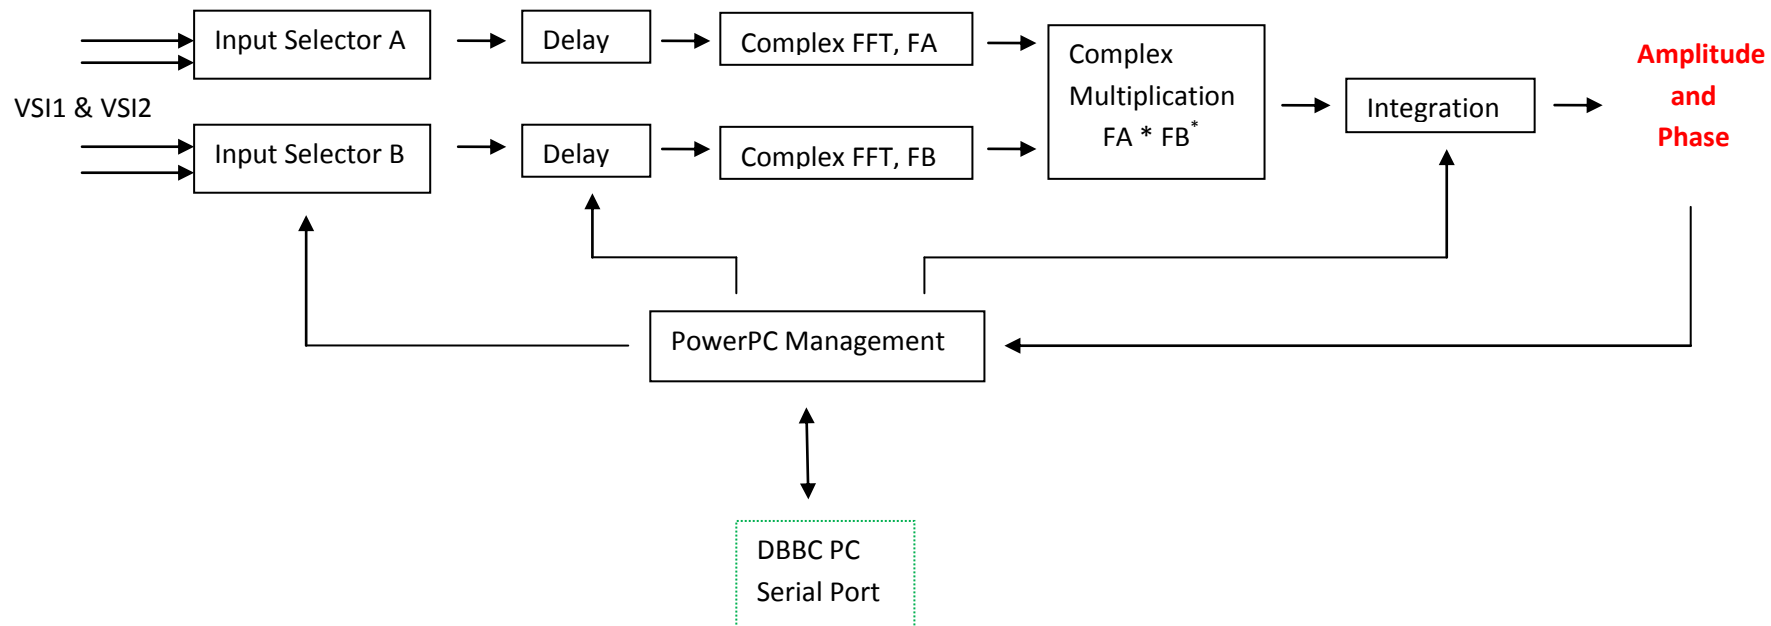 Input Selector A
Delay
Complex FFT, FA
Complex
Multiplication
FA * FB*
Integration
Amplitude
and
Phase
VSI1 & VSI2
Input Selector B
Delay
Complex FFT, FB
PowerPC Management
DBBC PC
Serial Port